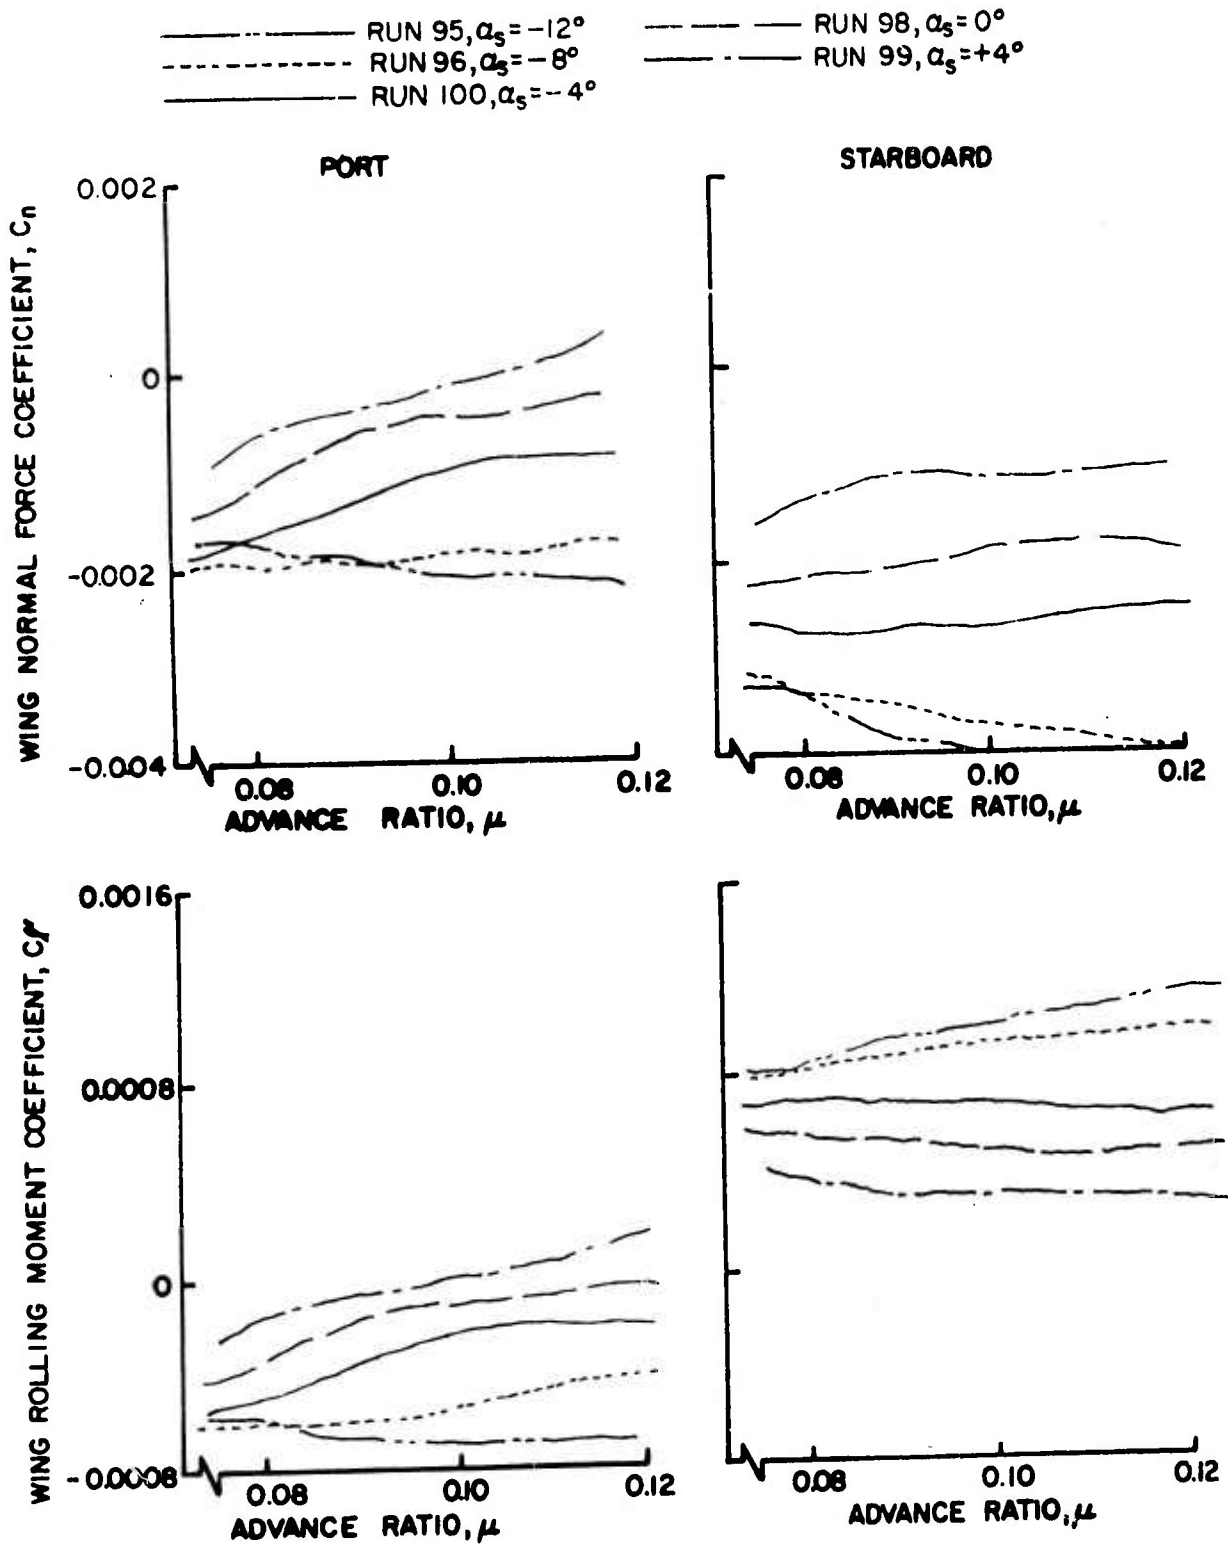 RUN 95, αs=-12°
RUN 96, αs=-8°
RUN 100, αs=-4°
RUN 98, αs=0°
RUN 99, αs=+4°
PORT
STARBOARD
WING NORMAL FORCE COEFFICIENT, Cn
0.002
0
-0.002
-0.004
0.08
0.10
0.12
ADVANCE RATIO, μ
0.08
0.10
0.12
ADVANCE RATIO, μ
WING ROLLING MOMENT COEFFICIENT, Cℓ
0.0016
0.0008
0
-0.0008
0.08
0.10
0.12
ADVANCE RATIO, μ
0.08
0.10
0.12
ADVANCE RATIO, μ